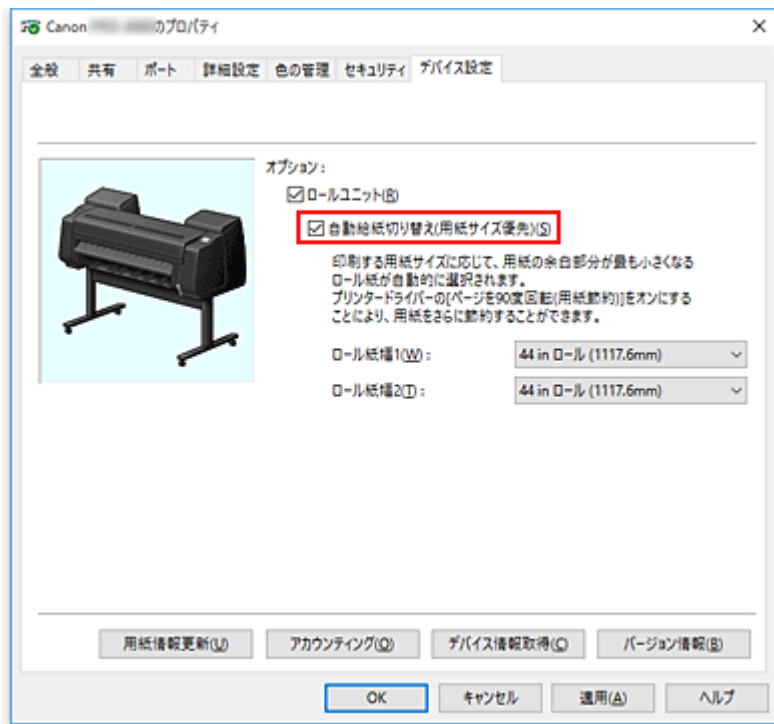 Canon のプロパティ
全般 共有 ポート 詳細設定 色の管理 セキュリティ デバイス設定
オプション：
ロールユニット(R)
自動給紙切り替え(用紙サイズ優先)(S)
印刷する用紙サイズに応じて、用紙の余白部分が最も小さくなる
ロール紙が自動的に選択されます。
プリンタードライバーの[ページを90度回転(用紙節約)]をオンにする
ことにより、用紙をさらに節約することができます。
ロール紙幅1(W)： 44 in ロール (1117.6mm)
ロール紙幅2(T)： 44 in ロール (1117.6mm)
用紙情報更新(U) アカウンティング(Q) デバイス情報取得(C) バージョン情報(B)
OK キャンセル 適用(A) ヘルプ